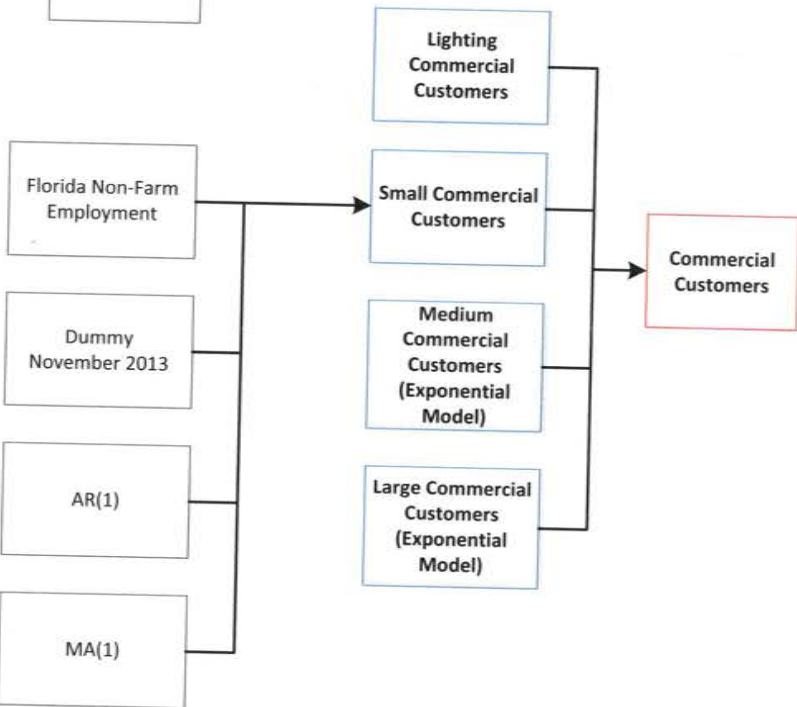 Lighting
Commercial
Customers
Florida Non-Farm
Employment
Small Commercial
Customers
Commercial
Customers
Dummy
November 2013
Medium
Commercial
Customers
(Exponential
Model)
AR(1)
Large Commercial
Customers
(Exponential
Model)
MA(1)